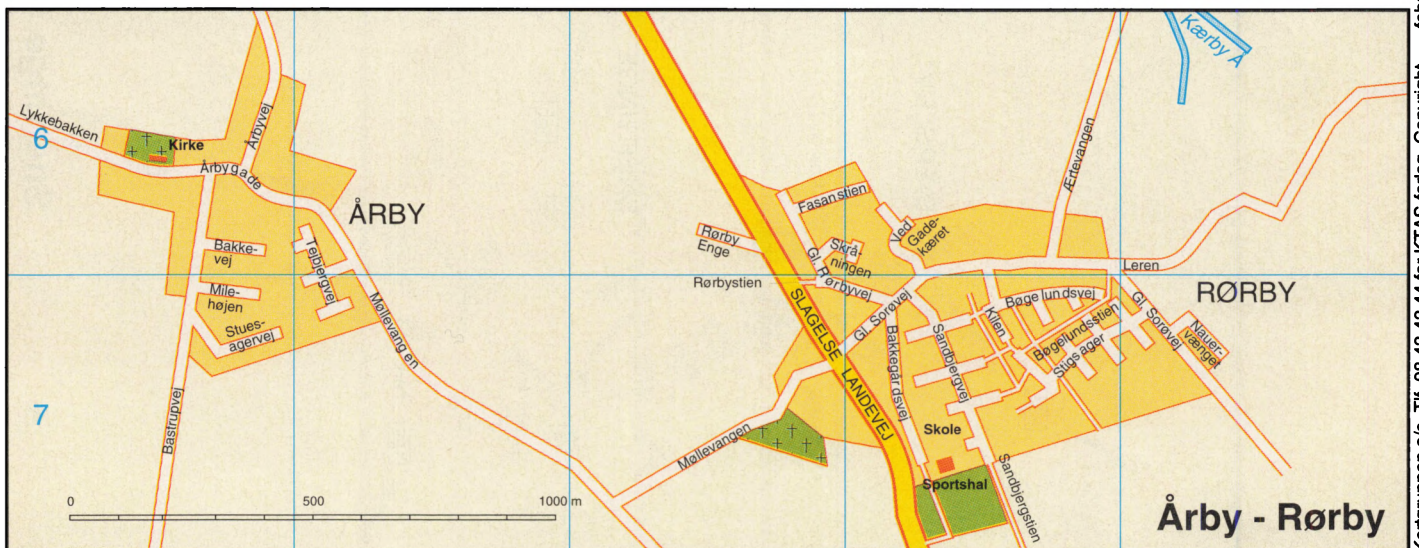 Lykkebakken
6
Kirke
Årbyvej
Årbygade
ÅRBY
Bakke-
vej
Tejbjergvej
Mile-
højen
Stues-
agervej
Møllevangen
Bastrupvej
7
0 500 1000 m
Kærby Å
Ærtevangen
Fasanstien
Ved
Gade-
kæret
Rørby
Enge
Skrå-
ningen
Gl. Rørbyvej
Rørbystien
Leren
RØRBY
SLAGELSE LANDEVEJ
Gl. Sorøvej
Bøgelundsvej
Gl. Sorøvej
Kilen
Bøgelundsstien
Stigsager
Nauer-
vænget
Bakkegårdsvej
Sandbjergvej
Møllevangen
Skole
Sportshal
Sandbjergstien
Årby - Rørby